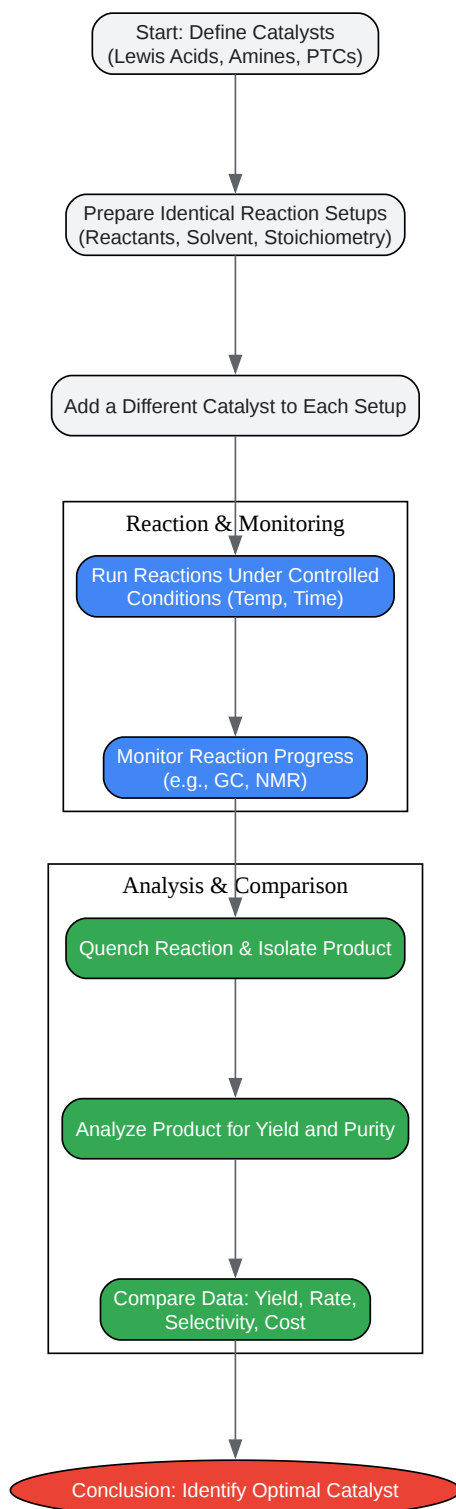 Start: Define Catalysts
(Lewis Acids, Amines, PTCs)
Prepare Identical Reaction Setups
(Reactants, Solvent, Stoichiometry)
Add a Different Catalyst to Each Setup
Reaction & Monitoring
Run Reactions Under Controlled
Conditions (Temp, Time)
Monitor Reaction Progress
(e.g., GC, NMR)
Analysis & Comparison
Quench Reaction & Isolate Product
Analyze Product for Yield and Purity
Compare Data: Yield, Rate,
Selectivity, Cost
Conclusion: Identify Optimal Catalyst